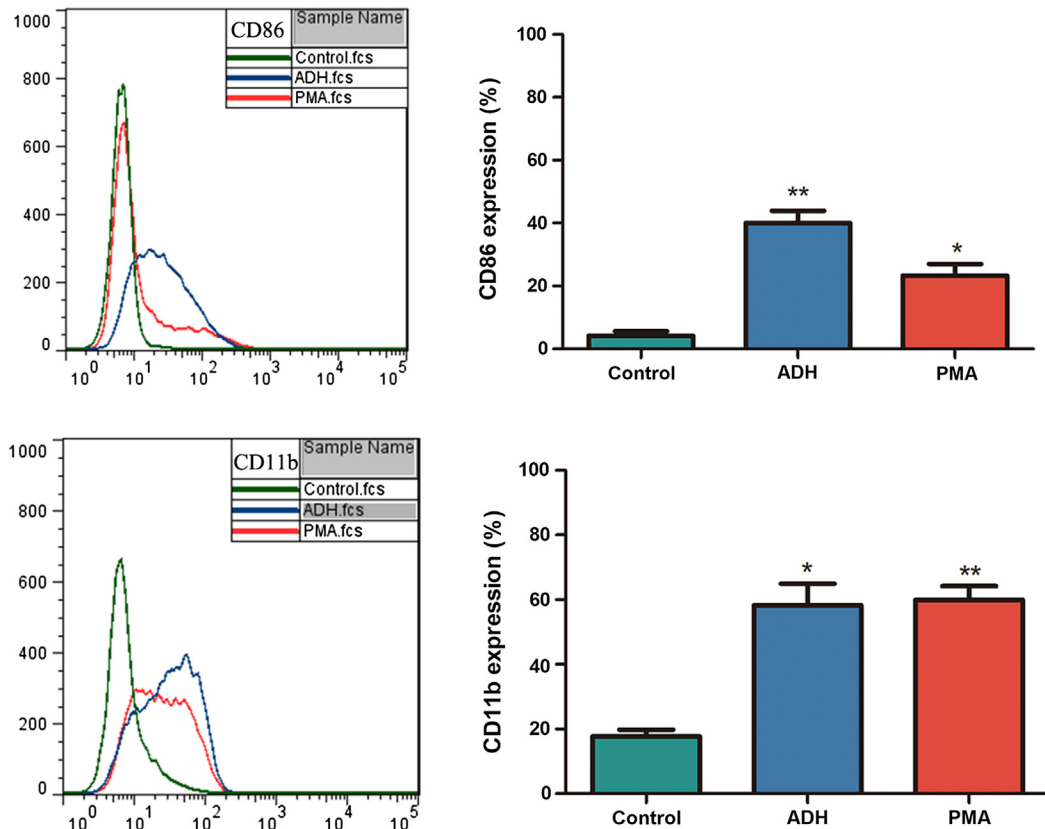 CD86 Sample Name
Control.fcs
ADH.fcs
PMA.fcs
1000
800
600
400
200
0
10^0 10^1 10^2 10^3 10^4 10^5
CD86 expression (%)
100
80
60
40
20
0
** *
Control ADH PMA
CD11b Sample Name
Control.fcs
ADH.fcs
PMA.fcs
1000
800
600
400
200
0
10^0 10^1 10^2 10^3 10^4 10^5
CD11b expression (%)
100
80
60
40
20
0
* **
Control ADH PMA